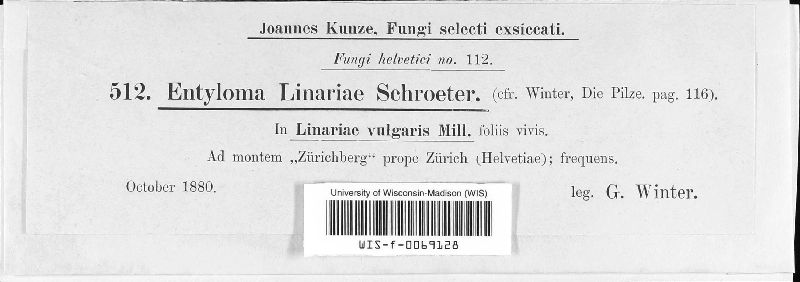 Joannes Kunze, Fungi selecti exsiccati.
Fungi helvetici no. 112.
512. Entyloma Linariae Schroeter. (cfr. Winter, Die Pilze. pag. 116).
In Linariae vulgaris Mill. foliis vivis.
Ad montem „Zürichberg“ prope Zürich (Helvetiae); frequens.
October 1880.
leg. G. Winter.
University of Wisconsin-Madison (WIS)
WIS-f-0069128